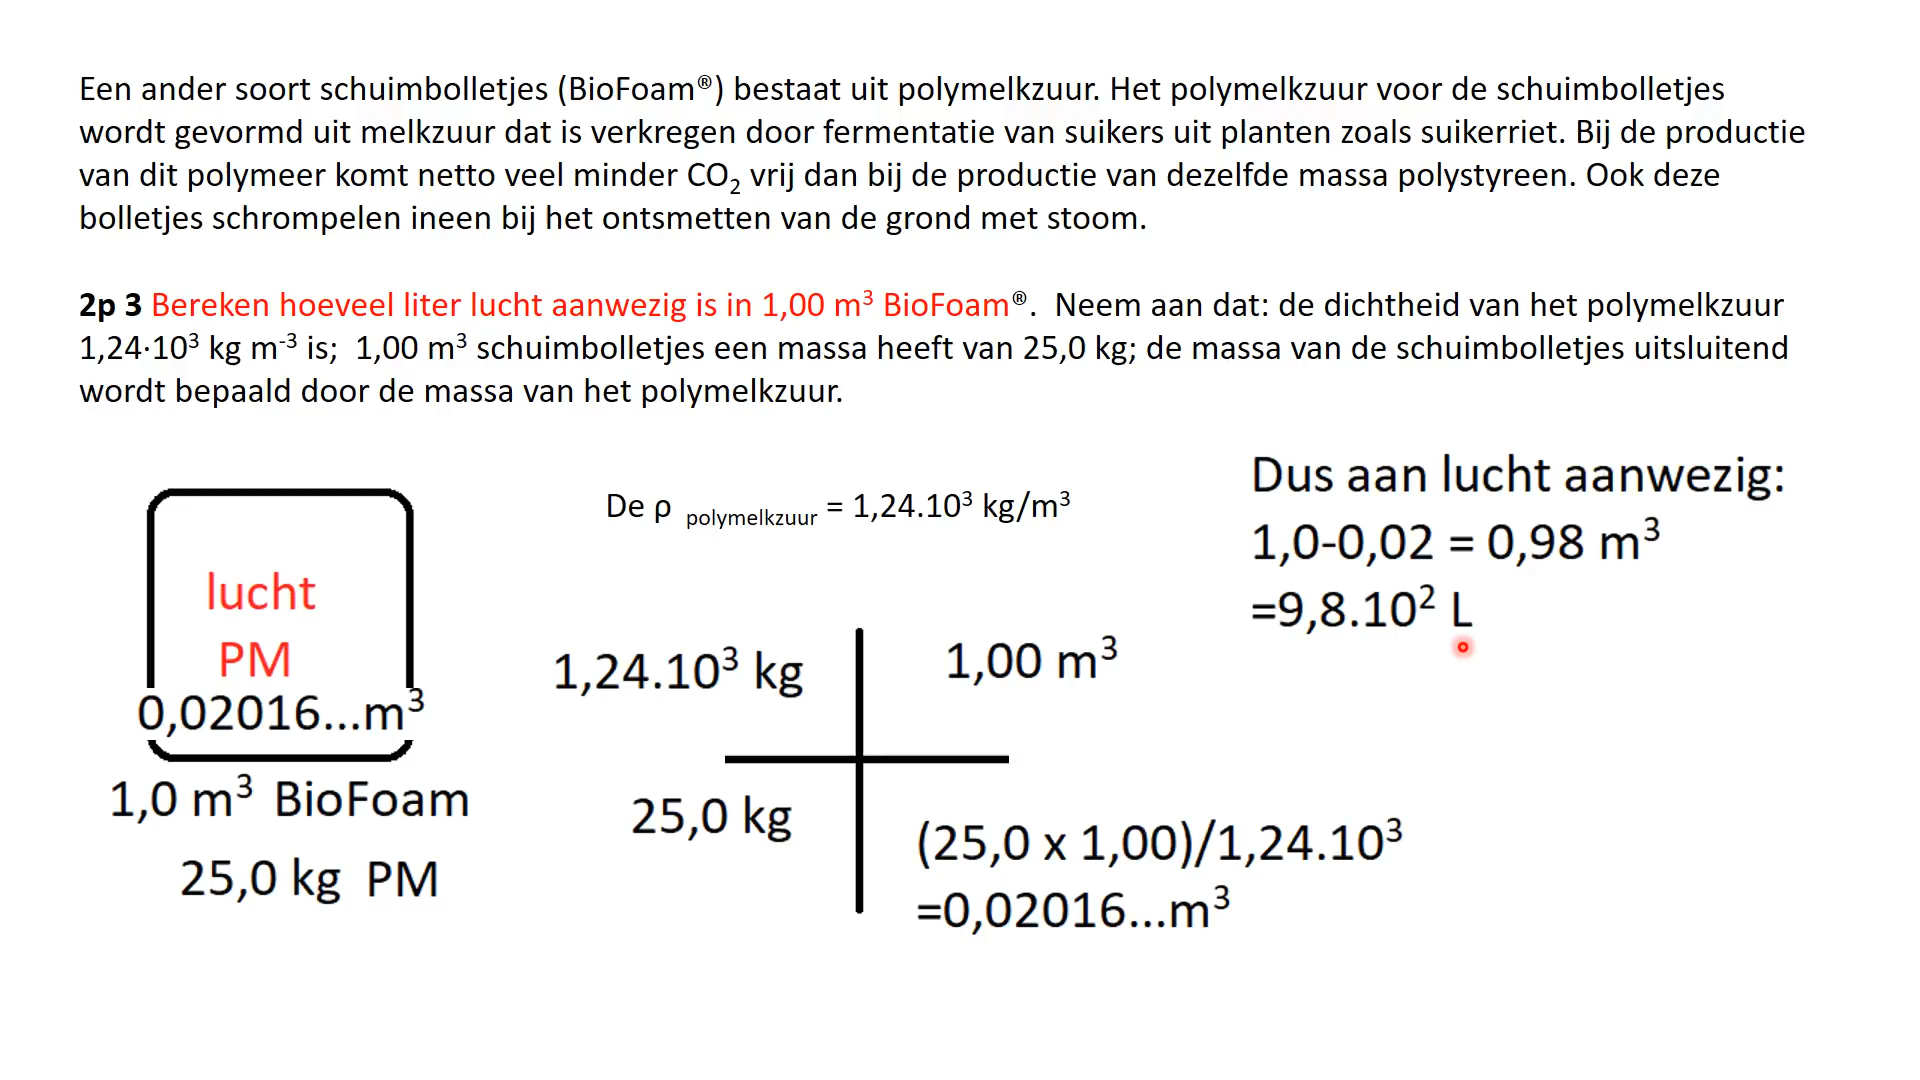 Een ander soort schuimbolletjes (BioFoam®) bestaat uit polymelkzuur. Het polymelkzuur voor de schuimbolletjes
wordt gevormd uit melkzuur dat is verkregen door fermentatie van suikers uit planten zoals suikerriet. Bij de productie
van dit polymeer komt netto veel minder CO₂ vrij dan bij de productie van dezelfde massa polystyreen. Ook deze
bolletjes schrompelen ineen bij het ontsmetten van de grond met stoom.
2p 3 Bereken hoeveel liter lucht aanwezig is in 1,00 m³ BioFoam®. Neem aan dat: de dichtheid van het polymelkzuur
1,24·10³ kg m⁻³ is; 1,00 m³ schuimbolletjes een massa heeft van 25,0 kg; de massa van de schuimbolletjes uitsluitend
wordt bepaald door de massa van het polymelkzuur.
lucht
PM
0,02016...m³
1,0 m³ BioFoam
25,0 kg PM
De ρ polymelkzuur = 1,24.10³ kg/m³
1,24.10³ kg
1,00 m³
25,0 kg
(25,0 x 1,00)/1,24.10³
=0,02016...m³
Dus aan lucht aanwezig:
1,0-0,02 = 0,98 m³
=9,8.10² L